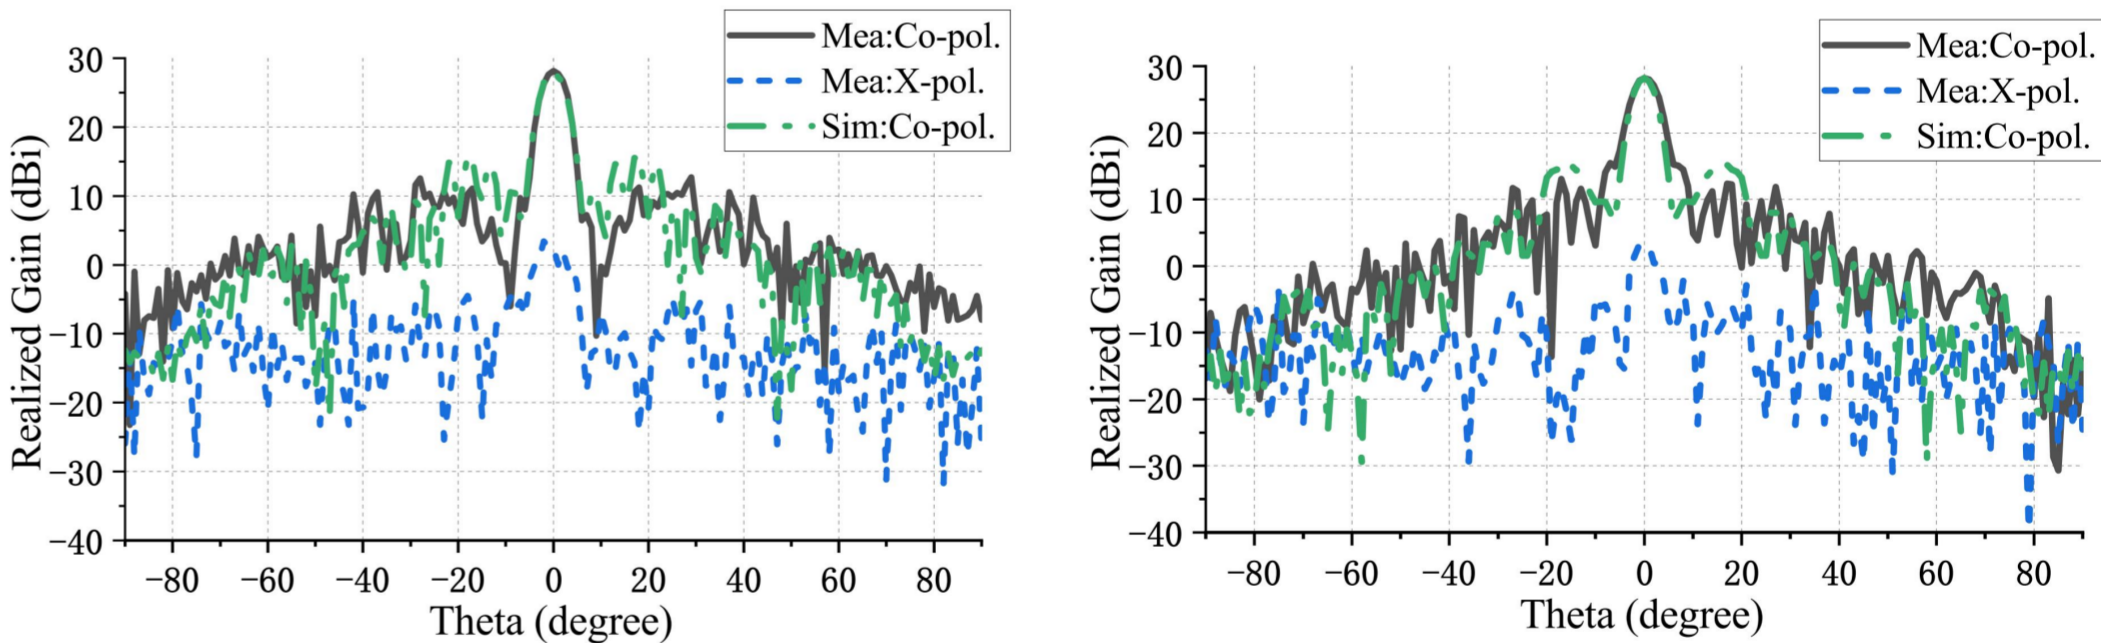 Mea:Co-pol.
Mea:X-pol.
Sim:Co-pol.
Realized Gain (dBi)
30
20
10
0
−10
−20
−30
−40
−80 −60 −40 −20 0 20 40 60 80
Theta (degree)
Mea:Co-pol.
Mea:X-pol.
Sim:Co-pol.
Realized Gain (dBi)
30
20
10
0
−10
−20
−30
−40
−80 −60 −40 −20 0 20 40 60 80
Theta (degree)